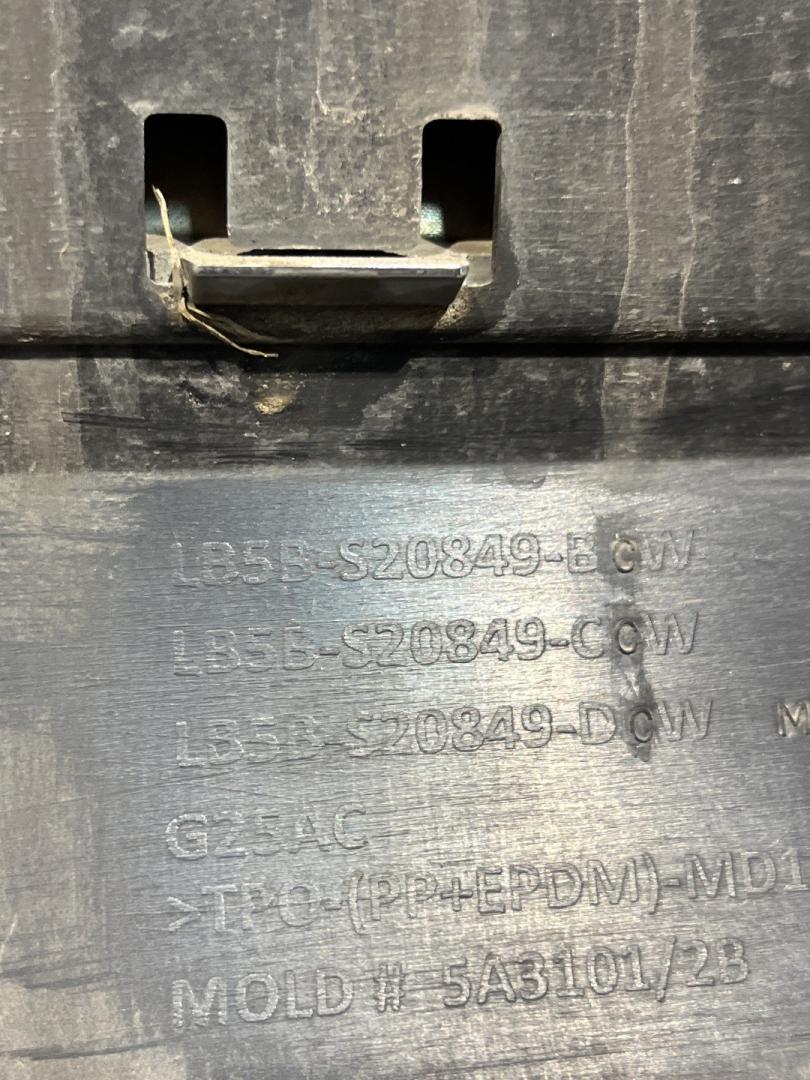 LB5B-S20849-BCW
LB5B-S20849-CCW
LB5B-S20849-DCW M
G25AC
>TPO-(PP+EPDM)-MD1
MOLD # 5A3101/2B